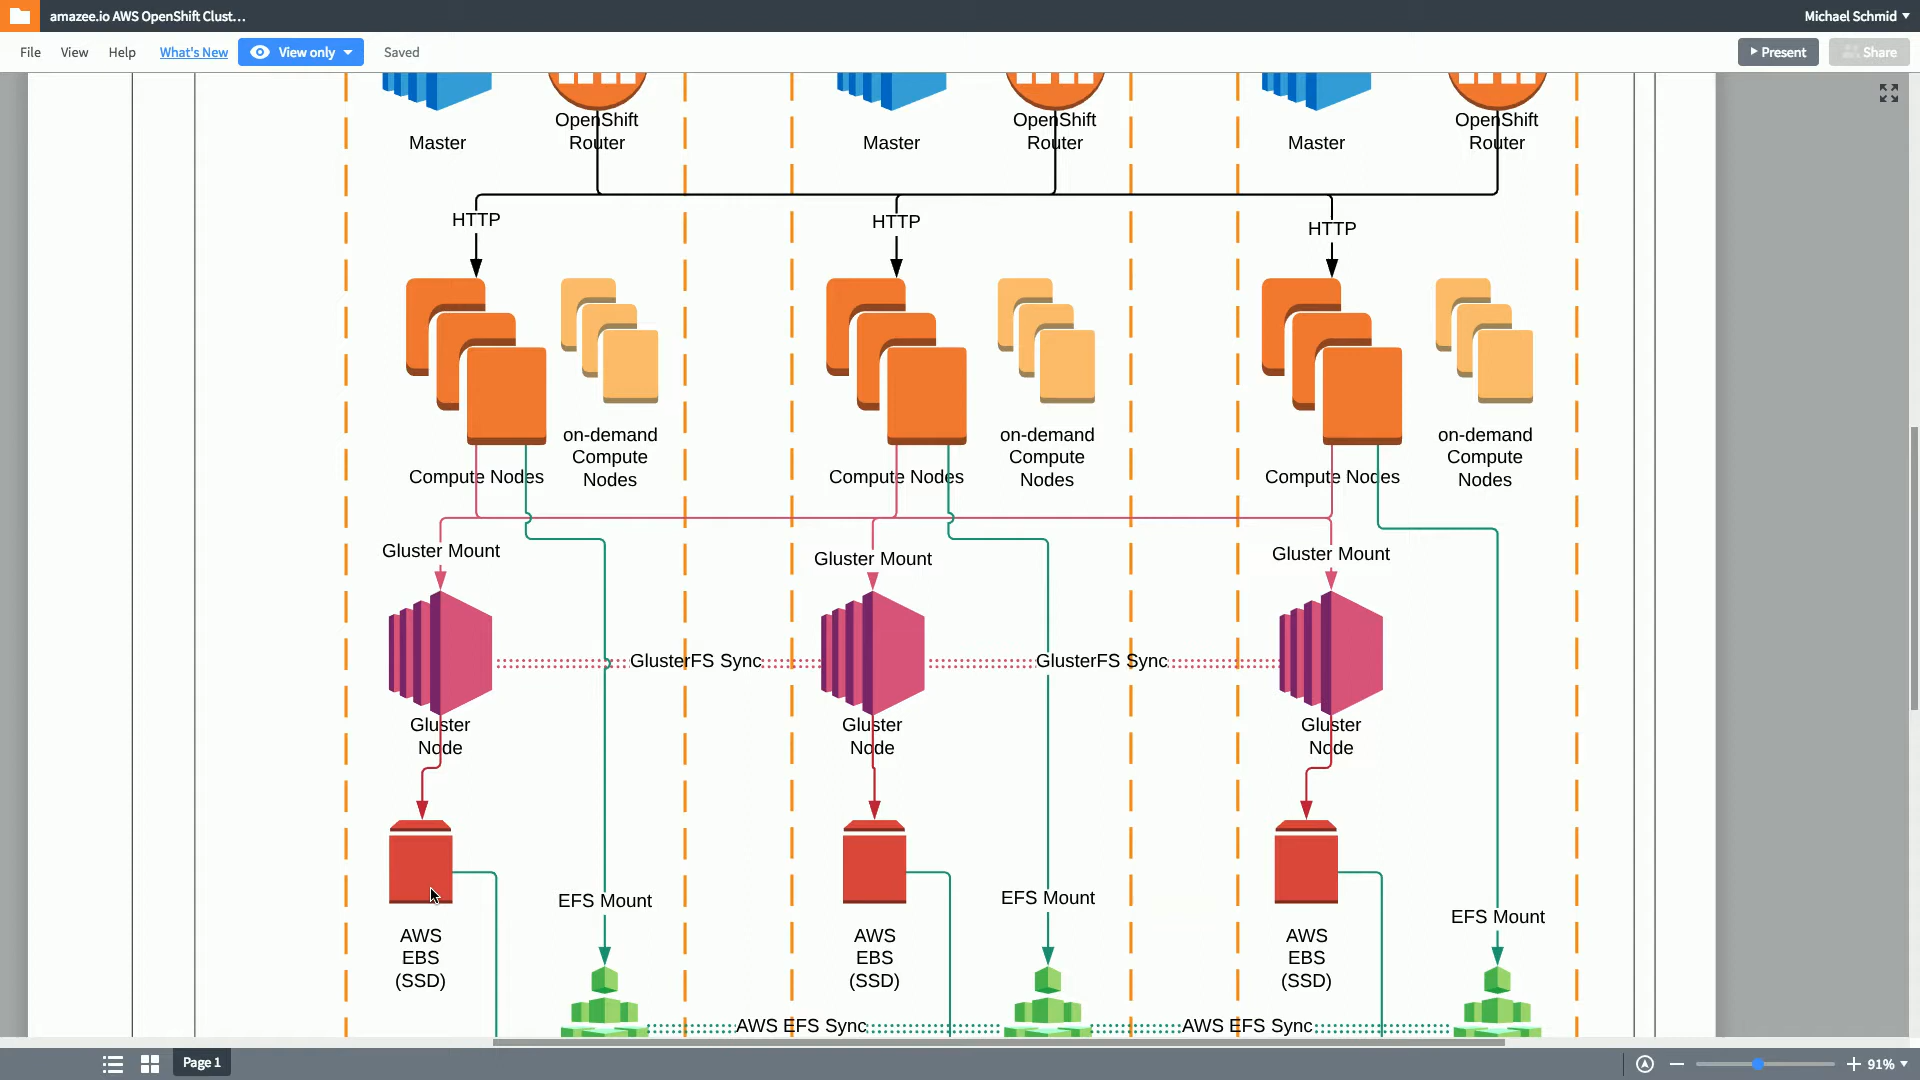 amazee.io AWS OpenShift Clust...
Michael Schmid
File View Help What's New View only Saved
Present Share
Master
OpenShift
Router
Master
OpenShift
Router
Master
OpenShift
Router
HTTP
HTTP
HTTP
Compute Nodes
on-demand
Compute
Nodes
Compute Nodes
on-demand
Compute
Nodes
Compute Nodes
on-demand
Compute
Nodes
Gluster Mount
Gluster Mount
Gluster Mount
GlusterFS Sync
GlusterFS Sync
Gluster
Node
Gluster
Node
Gluster
Node
EFS Mount
EFS Mount
EFS Mount
AWS
EBS
(SSD)
AWS
EBS
(SSD)
AWS
EBS
(SSD)
AWS EFS Sync
AWS EFS Sync
Page 1
91%